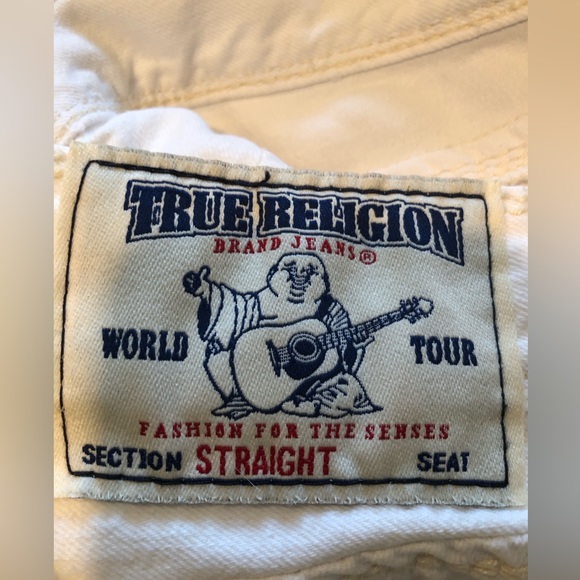 TRUE RELIGION
BRAND JEANS®
WORLD TOUR
FASHION FOR THE SENSES
SECTION STRAIGHT SEAT